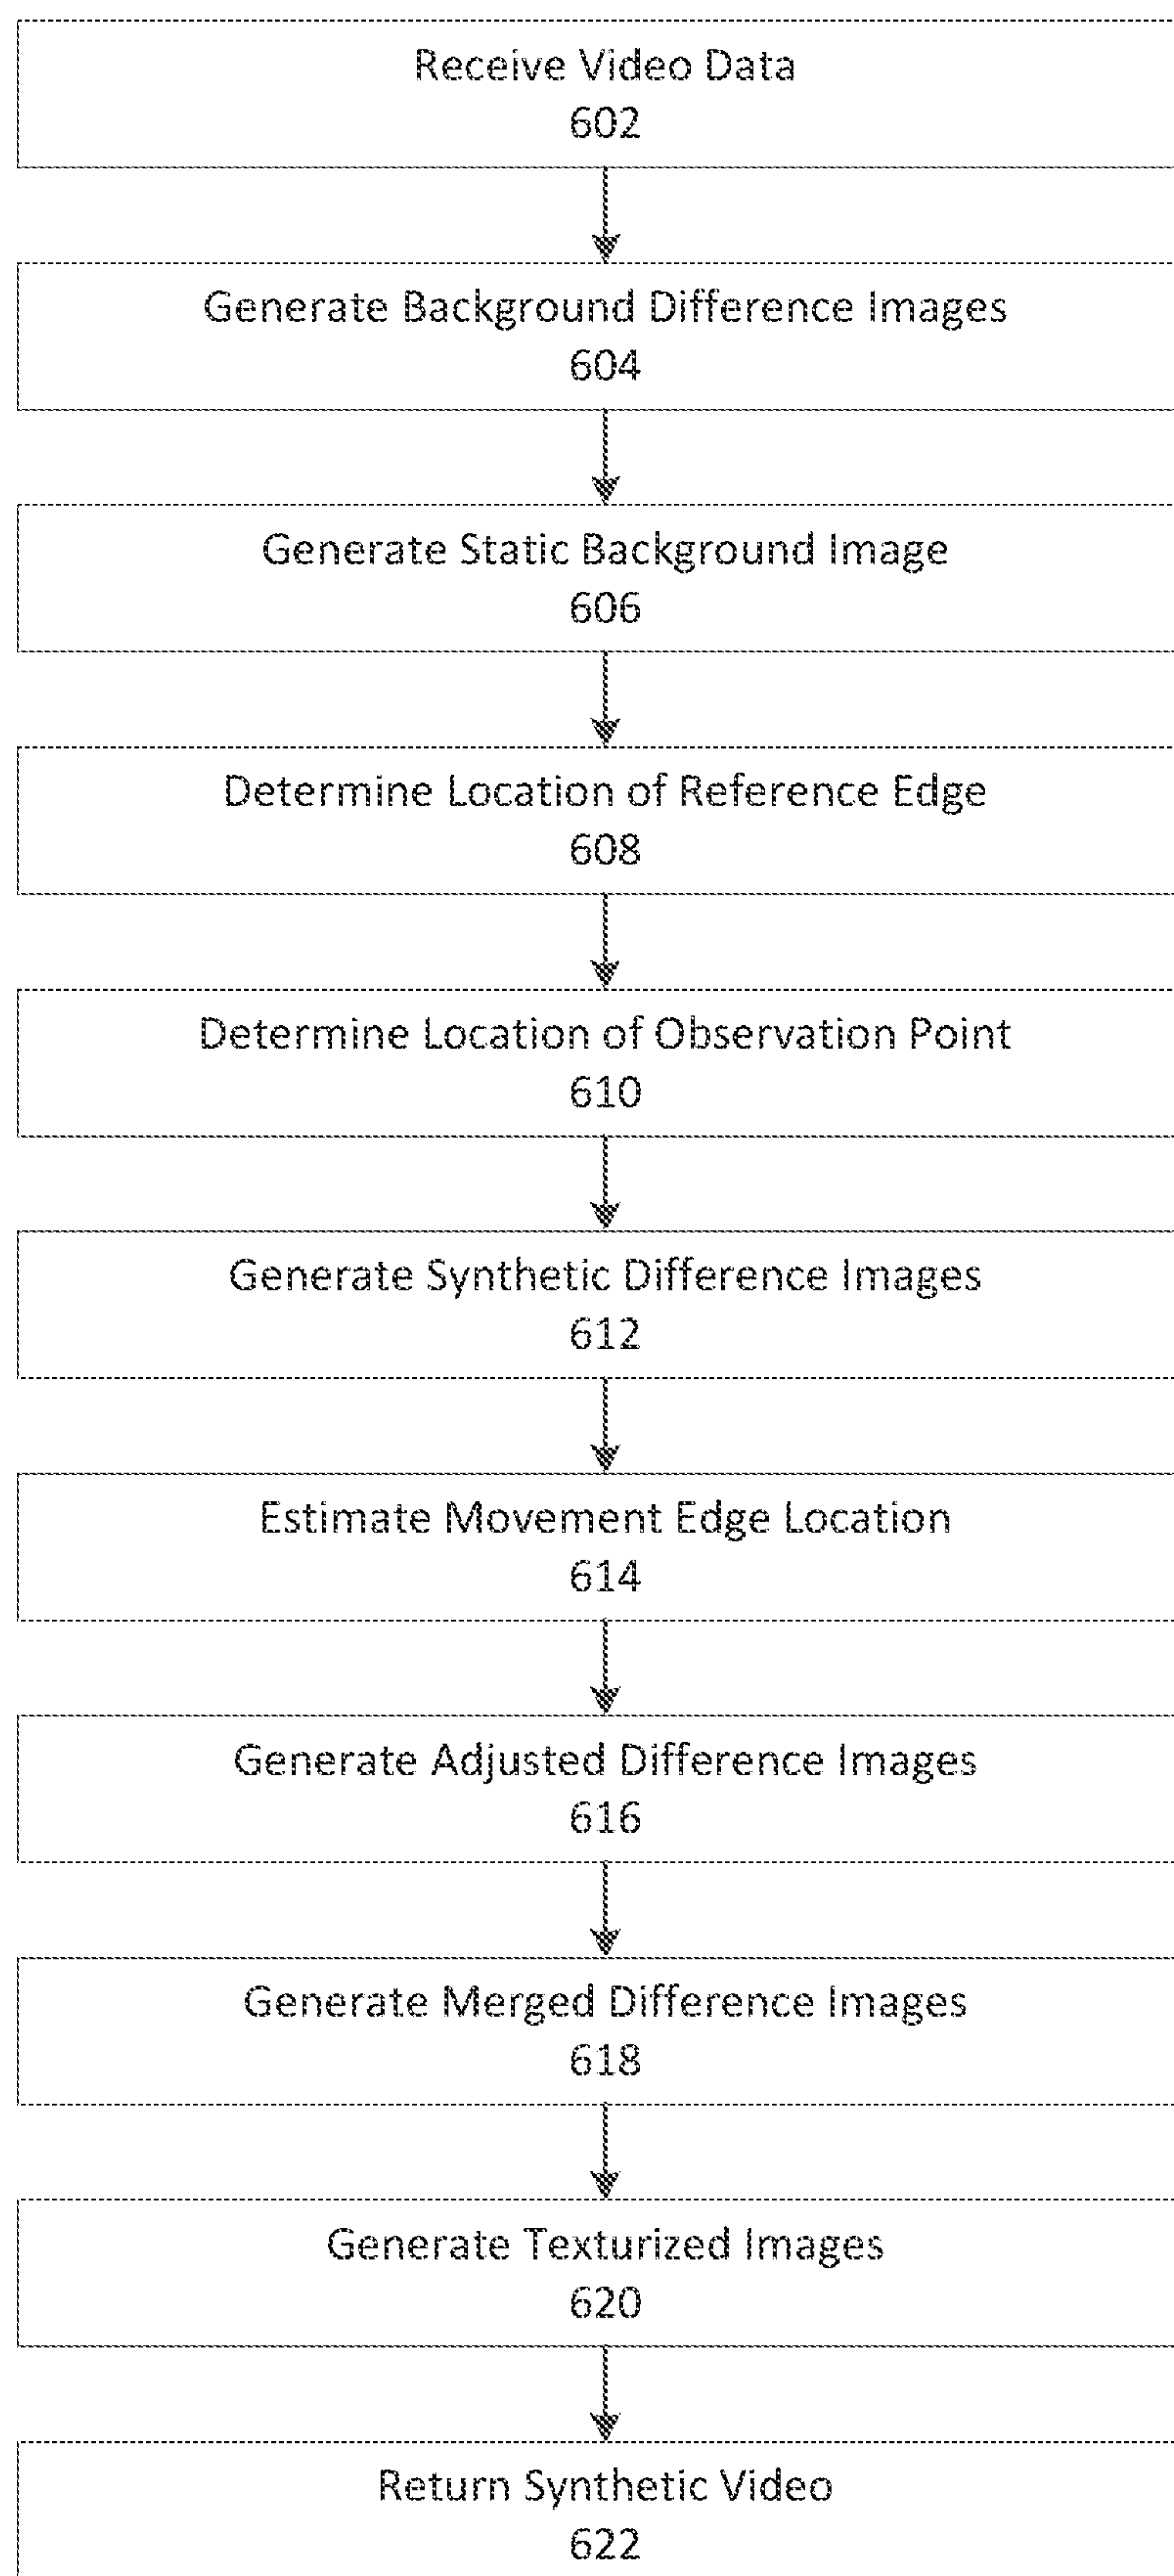 Receive Video Data
602
Generate Background Difference Images
604
Generate Static Background Image
606
Determine Location of Reference Edge
608
Determine Location of Observation Point
610
Generate Synthetic Difference Images
612
Estimate Movement Edge Location
614
Generate Adjusted Difference Images
616
Generate Merged Difference Images
618
Generate Texturized Images
620
Return Synthetic Video
622